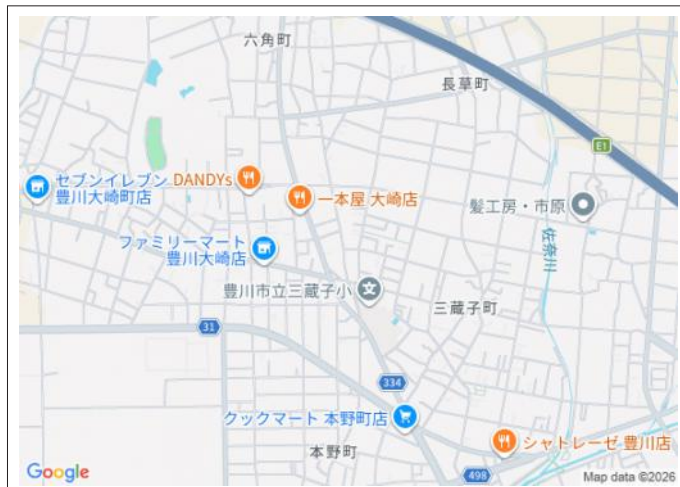 六角町
長草町
E1
セブンイレブン
豊川大崎町店
DANDYs
一本屋 大崎店
髪工房・市原
佐奈川
ファミリーマート
豊川大崎店
豊川市立三蔵子小
三蔵子町
31
334
クックマート 本野町店
シャトレーゼ 豊川店
本野町
498
Google
Map data ©2026